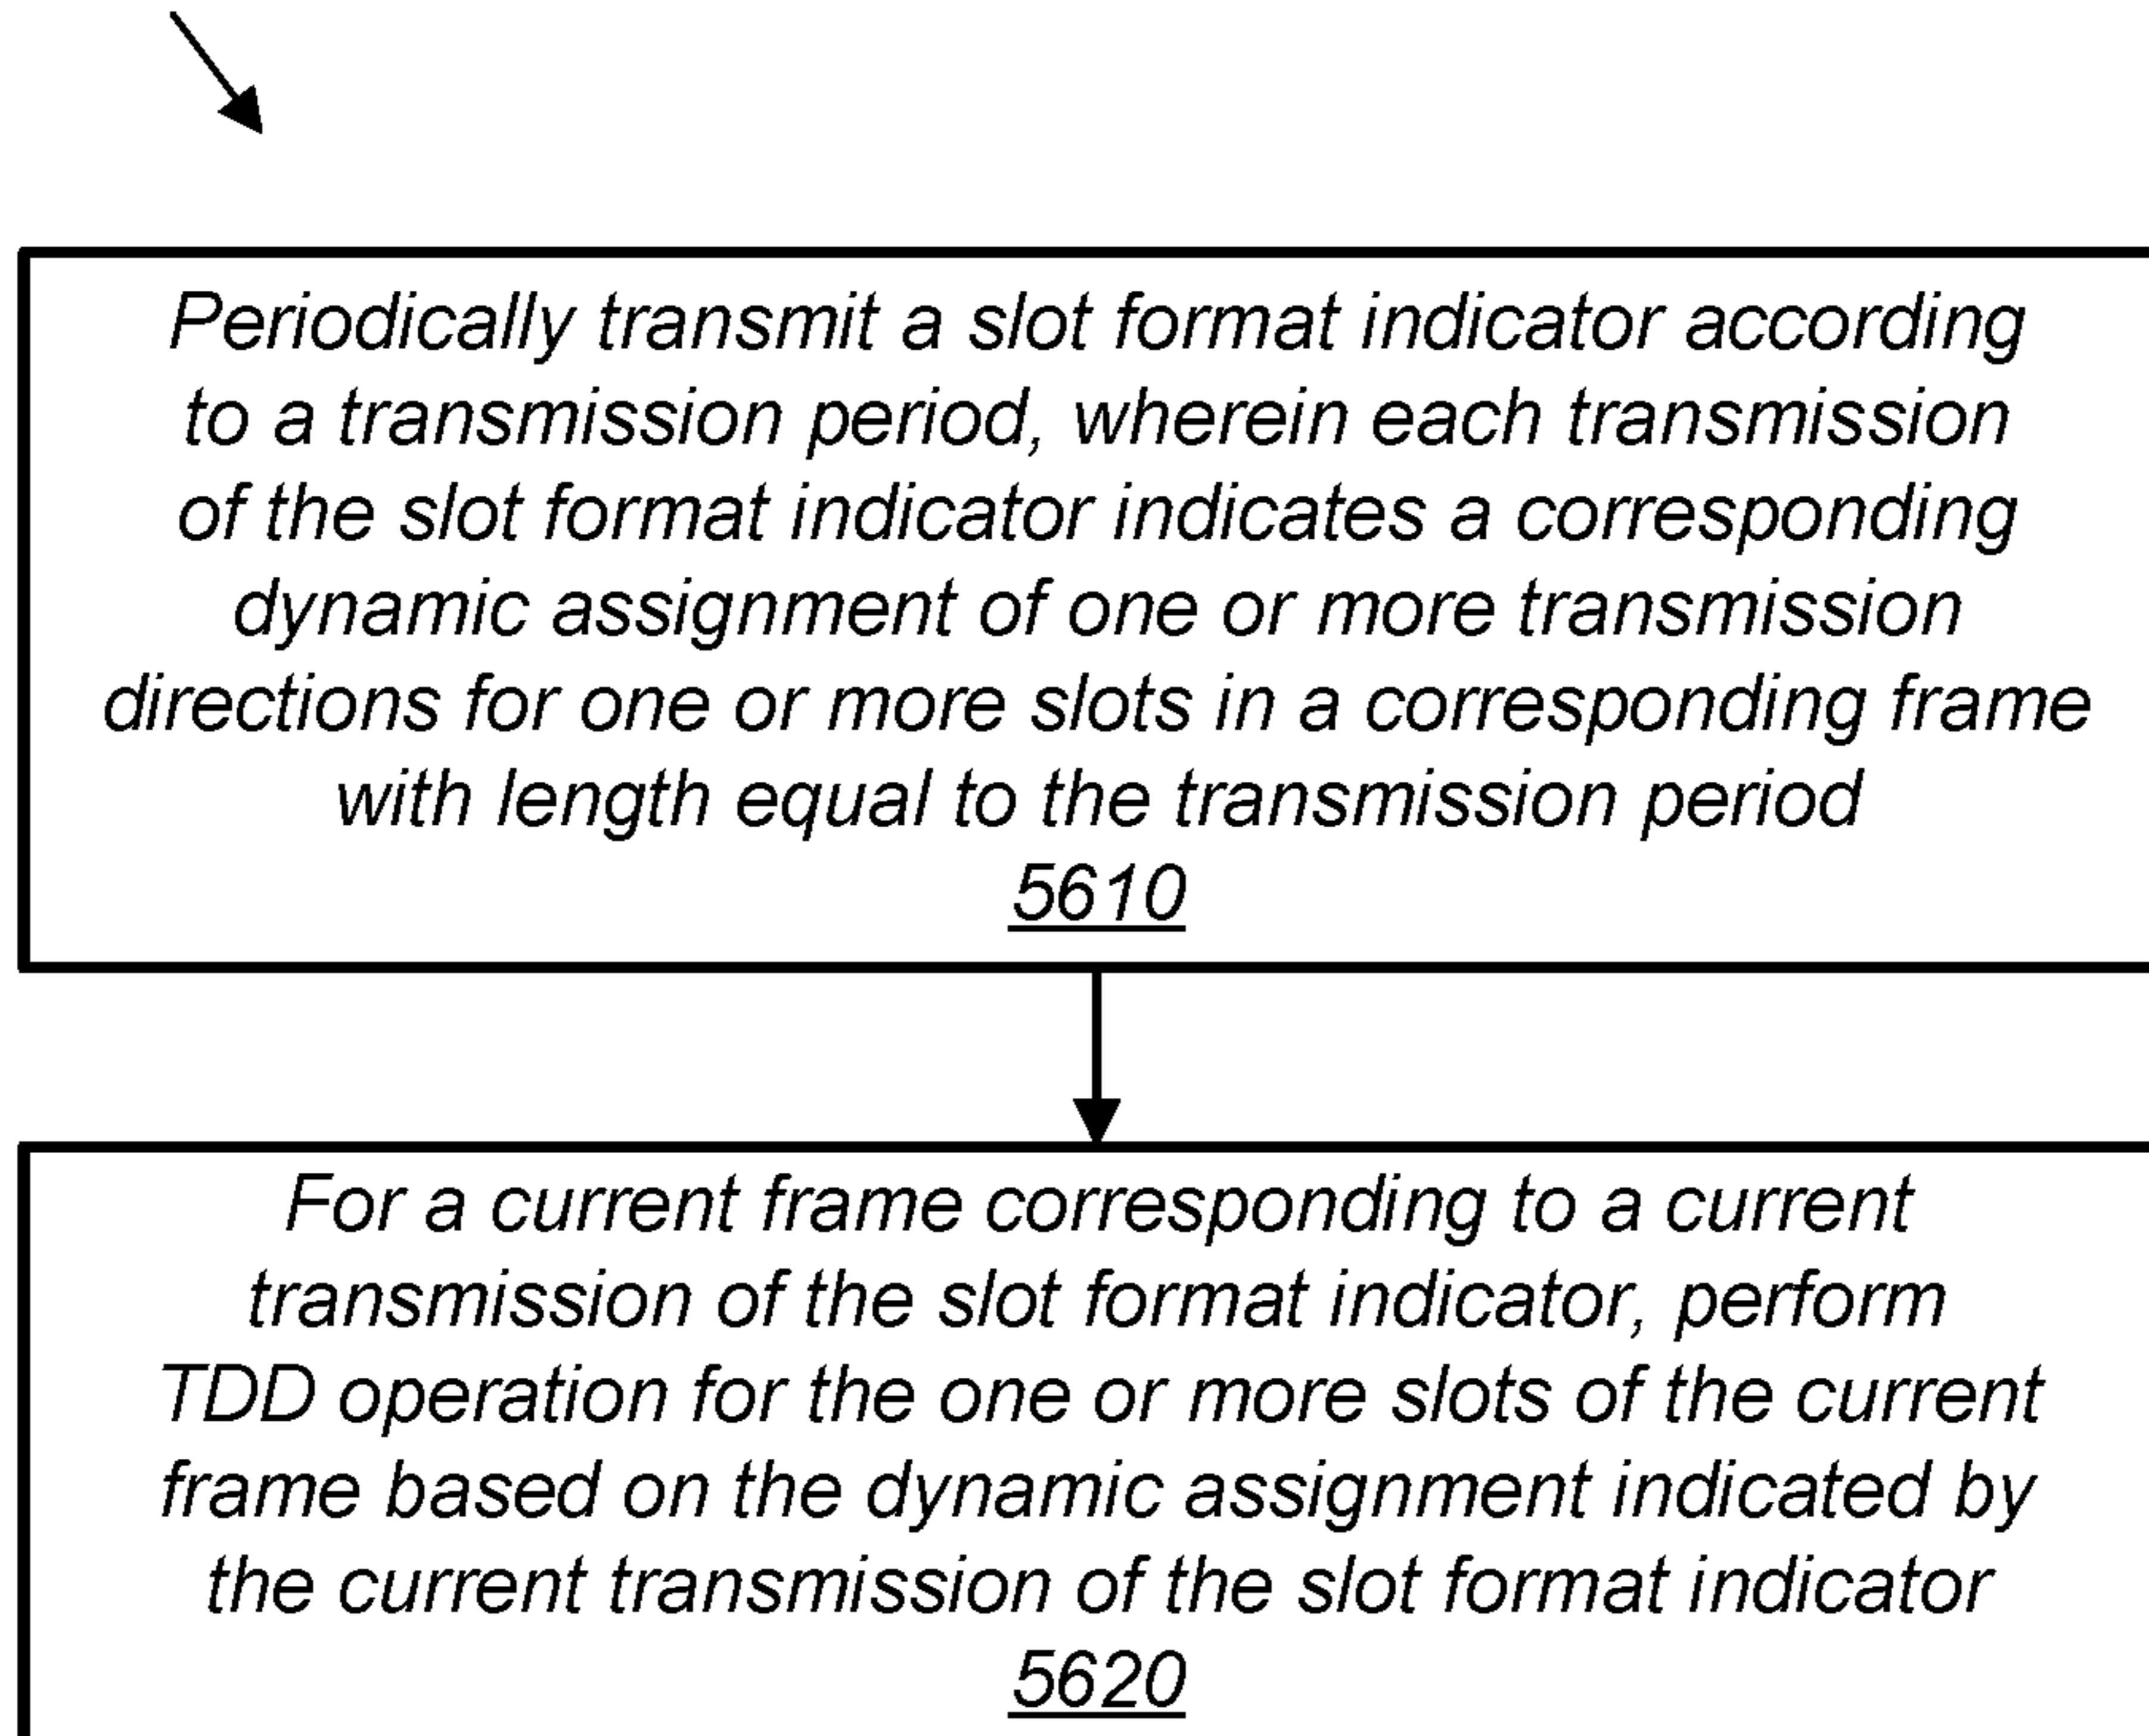 Periodically transmit a slot format indicator according
to a transmission period, wherein each transmission
of the slot format indicator indicates a corresponding
dynamic assignment of one or more transmission
directions for one or more slots in a corresponding frame
with length equal to the transmission period
5610
For a current frame corresponding to a current
transmission of the slot format indicator, perform
TDD operation for the one or more slots of the current
frame based on the dynamic assignment indicated by
the current transmission of the slot format indicator
5620